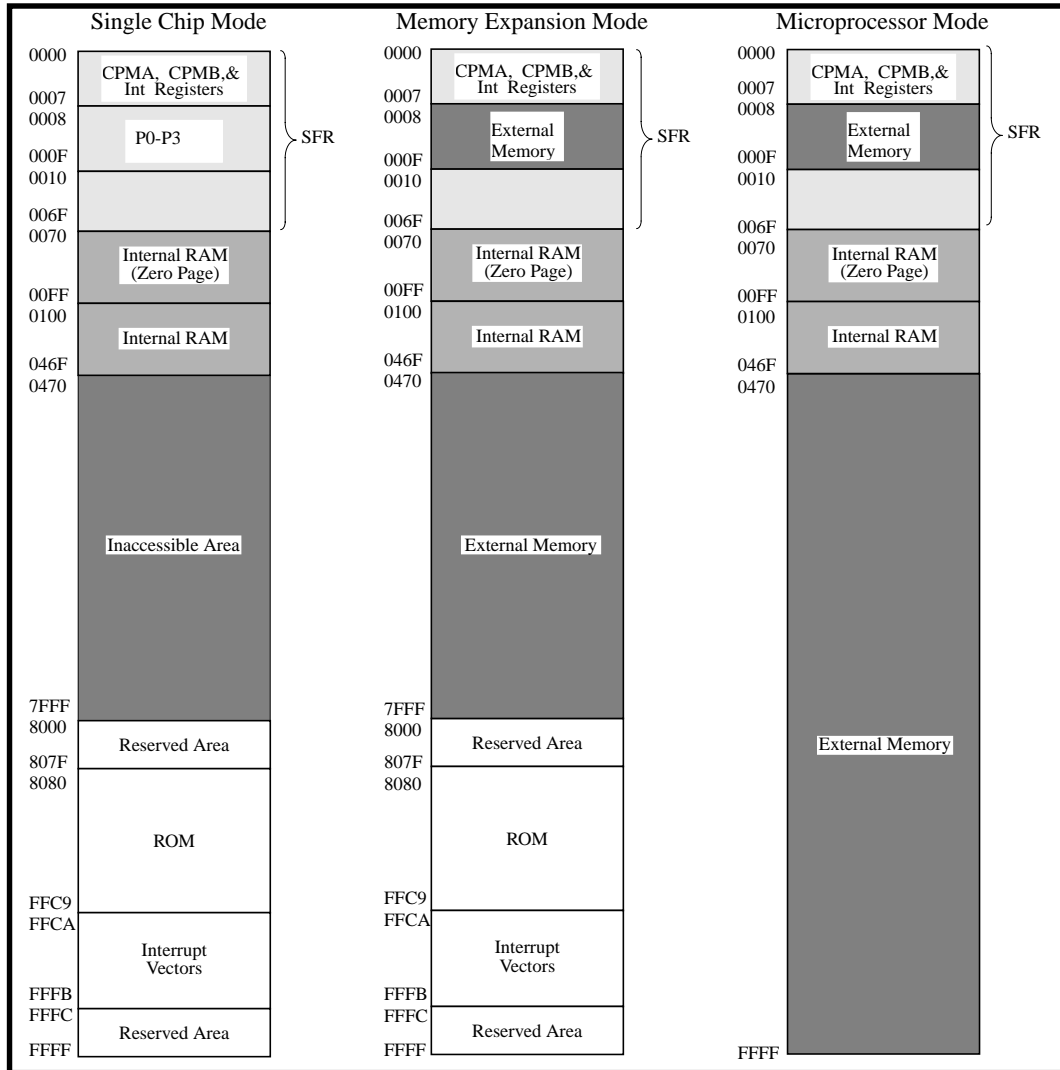 Single Chip Mode
0000
CPMA, CPMB,&
Int Registers
0007
0008
P0-P3
000F
0010
006F
SFR
0070
Internal RAM
(Zero Page)
00FF
0100
Internal RAM
046F
0470
Inaccessible Area
7FFF
8000
Reserved Area
807F
8080
ROM
FFC9
FFCA
Interrupt
Vectors
FFFB
FFFC
Reserved Area
FFFF
Memory Expansion Mode
0000
CPMA, CPMB,&
Int Registers
0007
0008
External
Memory
000F
0010
006F
SFR
0070
Internal RAM
(Zero Page)
00FF
0100
Internal RAM
046F
0470
External Memory
7FFF
8000
Reserved Area
807F
8080
ROM
FFC9
FFCA
Interrupt
Vectors
FFFB
FFFC
Reserved Area
FFFF
Microprocessor Mode
0000
CPMA, CPMB,&
Int Registers
0007
0008
External
Memory
000F
0010
006F
SFR
0070
Internal RAM
(Zero Page)
00FF
0100
Internal RAM
046F
0470
External Memory
FFFF